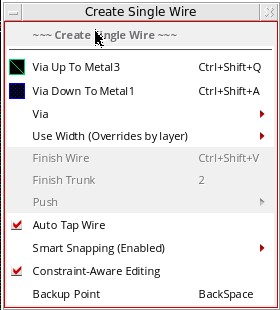 Create Single Wire
~~~ Create Single Wire ~~~
Via Up To Metal3 Ctrl+Shift+Q
Via Down To Metal1 Ctrl+Shift+A
Via
Use Width (Overrides by layer)
Finish Wire Ctrl+Shift+V
Finish Trunk 2
Push
Auto Tap Wire
Smart Snapping (Enabled)
Constraint-Aware Editing
Backup Point BackSpace